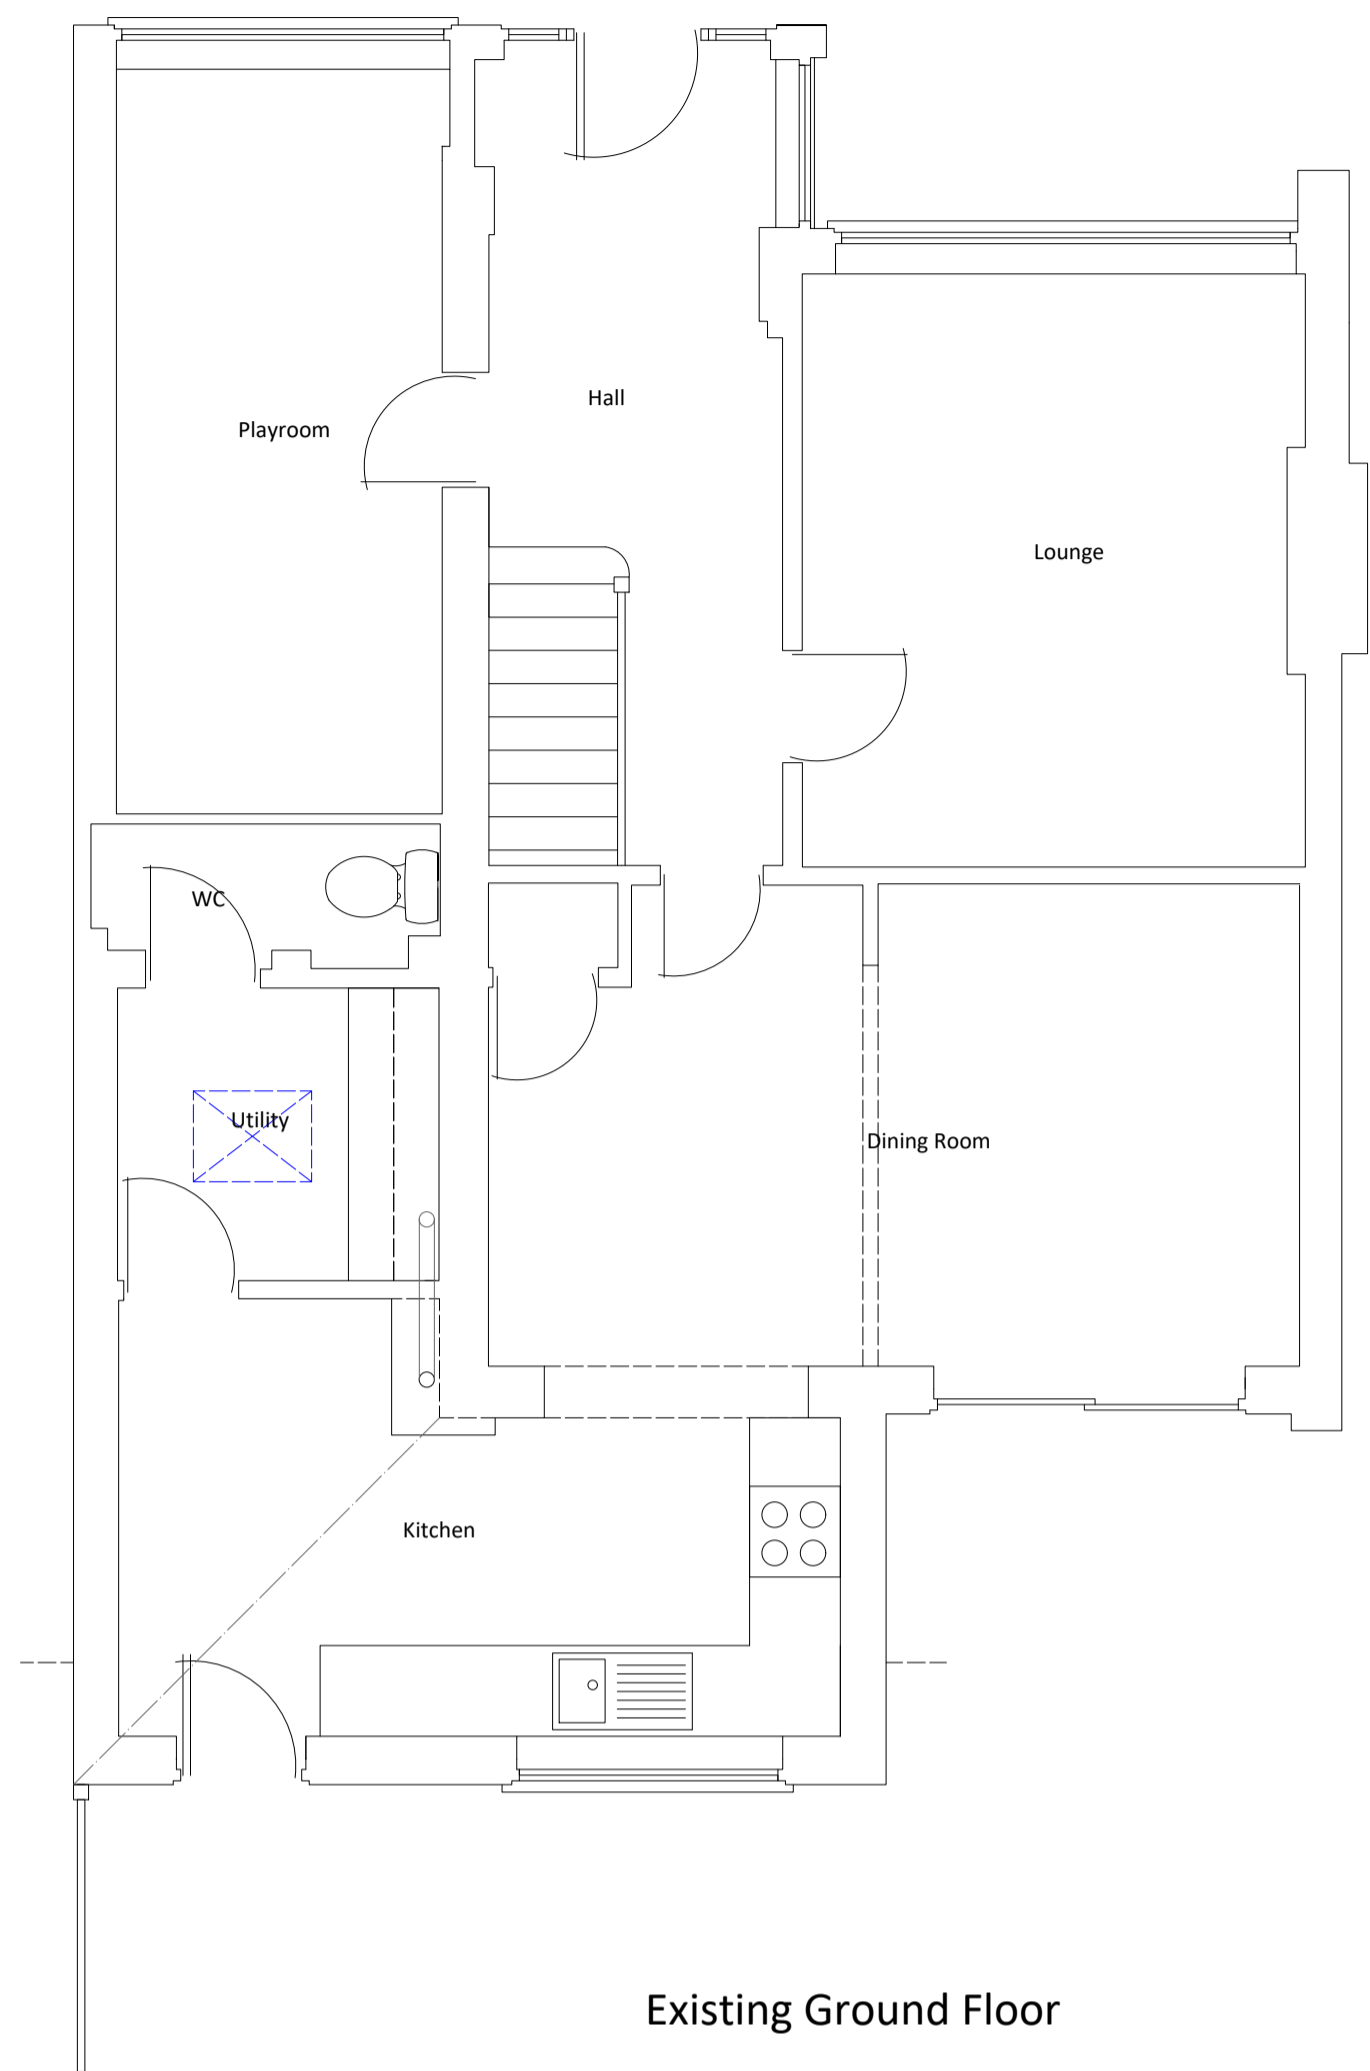 Hall
Playroom
Lounge
WC
Utility
Dining Room
Kitchen
Existing Ground Floor